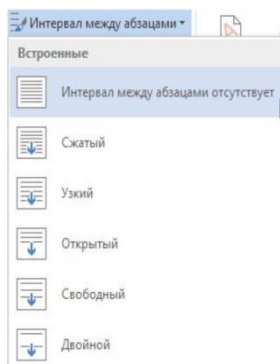 Интервал между абзацами
Встроенные
Интервал между абзацами отсутствует
Сжатый
Узкий
Открытый
Свободный
Двойной